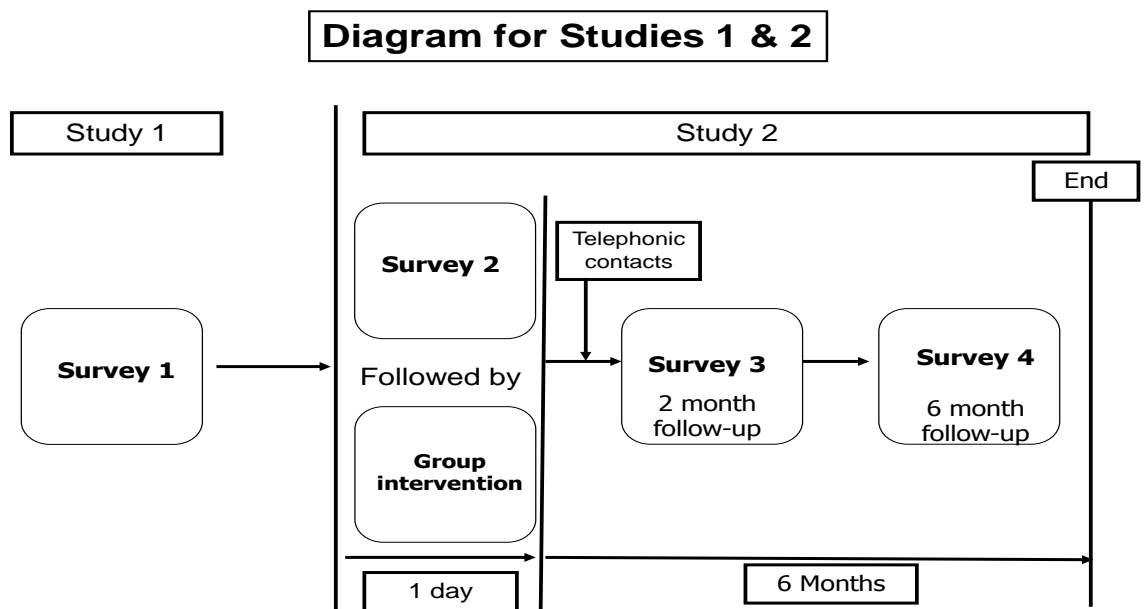 Diagram for Studies 1 & 2
Study 1
Study 2
End
Survey 2
Telephonic
contacts
Survey 1
Followed by
Survey 3
2 month
follow-up
Survey 4
6 month
follow-up
Group
intervention
1 day
6 Months